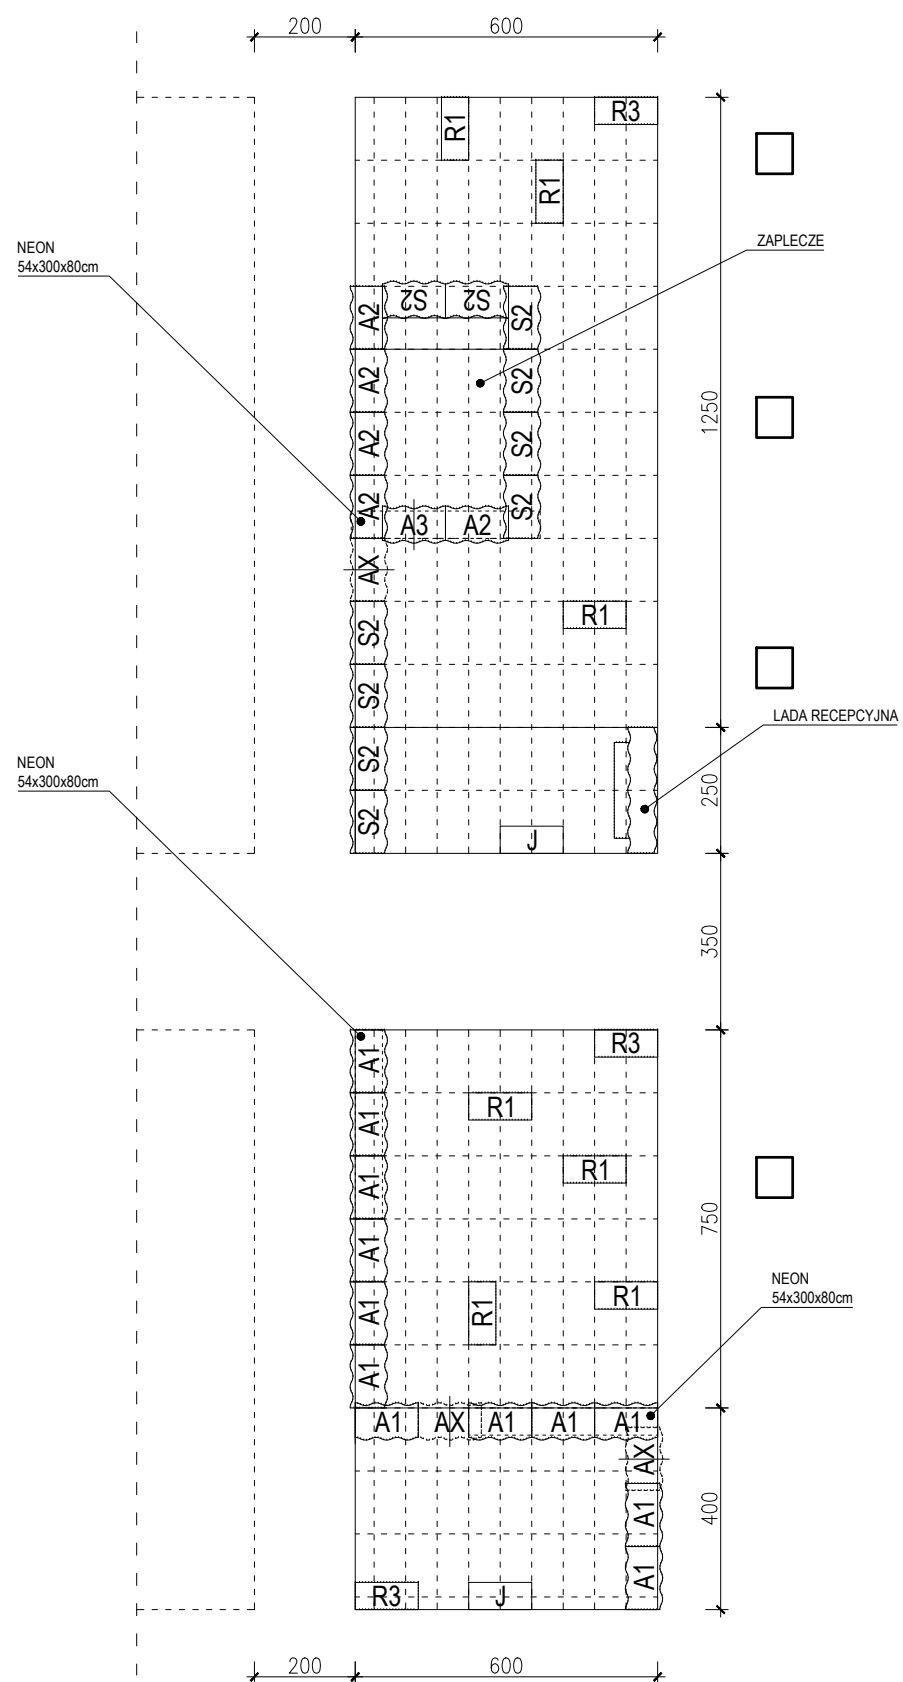 200
600
R1
R3
R1
ZAPLECZE
NEON
54x300x80cm
A2
S2
S2
S2
A2
S2
1250
A2
S2
A2
S2
A3
A2
AX
S2
R1
S2
LADA RECEPCYJNA
S2
NEON
54x300x80cm
250
S2
J
350
A1
R3
A1
R1
A1
R1
750
A1
A1
R1
R1
NEON
54x300x80cm
A1
A1
AX
A1
A1
A1
AX
A1
400
A1
R3
J
200
600